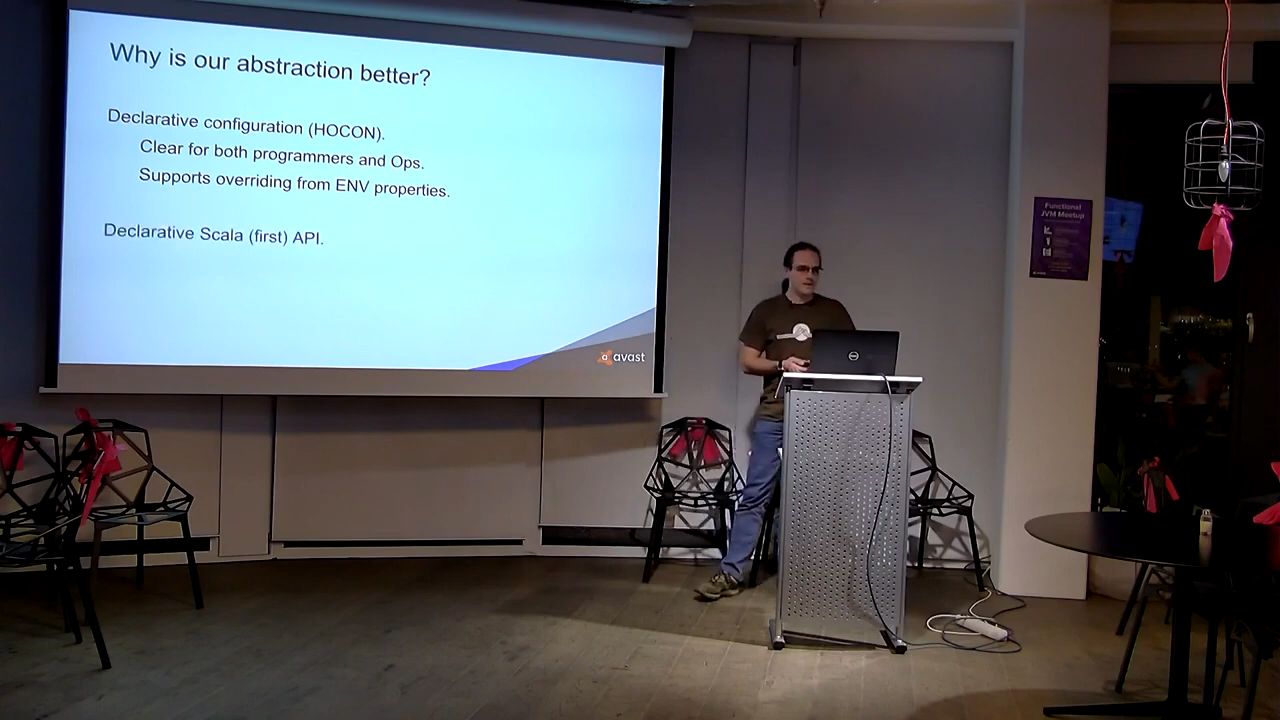 Why is our abstraction better?
Declarative configuration (HOCON).
Clear for both programmers and Ops.
Supports overriding from ENV properties.
Declarative Scala (first) API.
avast
Functional
JVM Meetup
DELL